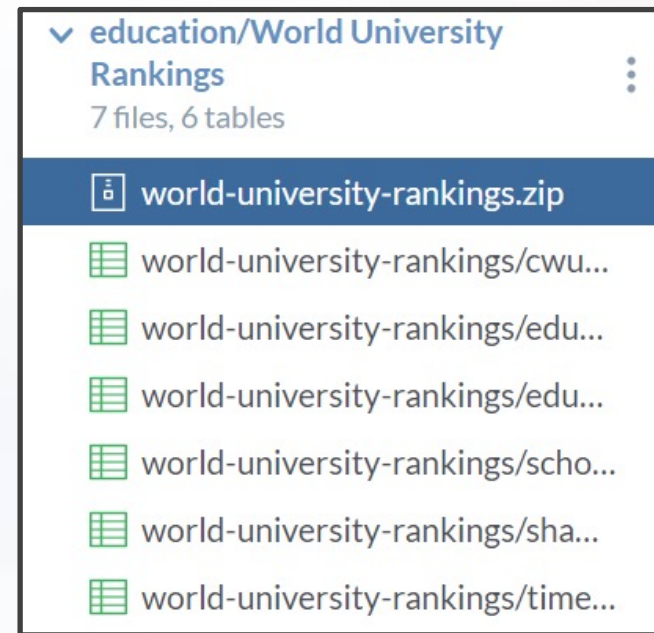 education/World University
Rankings
7 files, 6 tables
world-university-rankings.zip
world-university-rankings/cwu...
world-university-rankings/edu...
world-university-rankings/edu...
world-university-rankings/scho...
world-university-rankings/sha...
world-university-rankings/time...